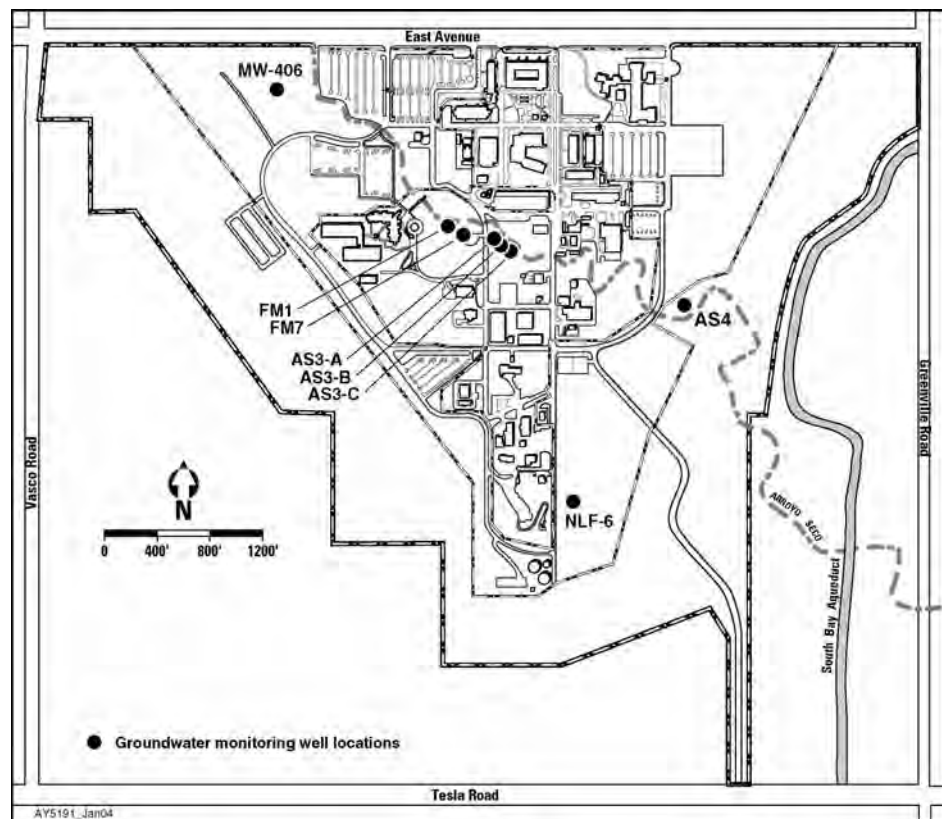 East Avenue
MW-406
FM1
FM7
AS3-A
AS3-B
AS3-C
AS4
NLF-6
Vasco Road
Greenville Road
ARROYO SECO
South Bay Aqueduct
N
0 400' 800' 1200'
Groundwater monitoring well locations
Tesla Road
AY5191_Jan04